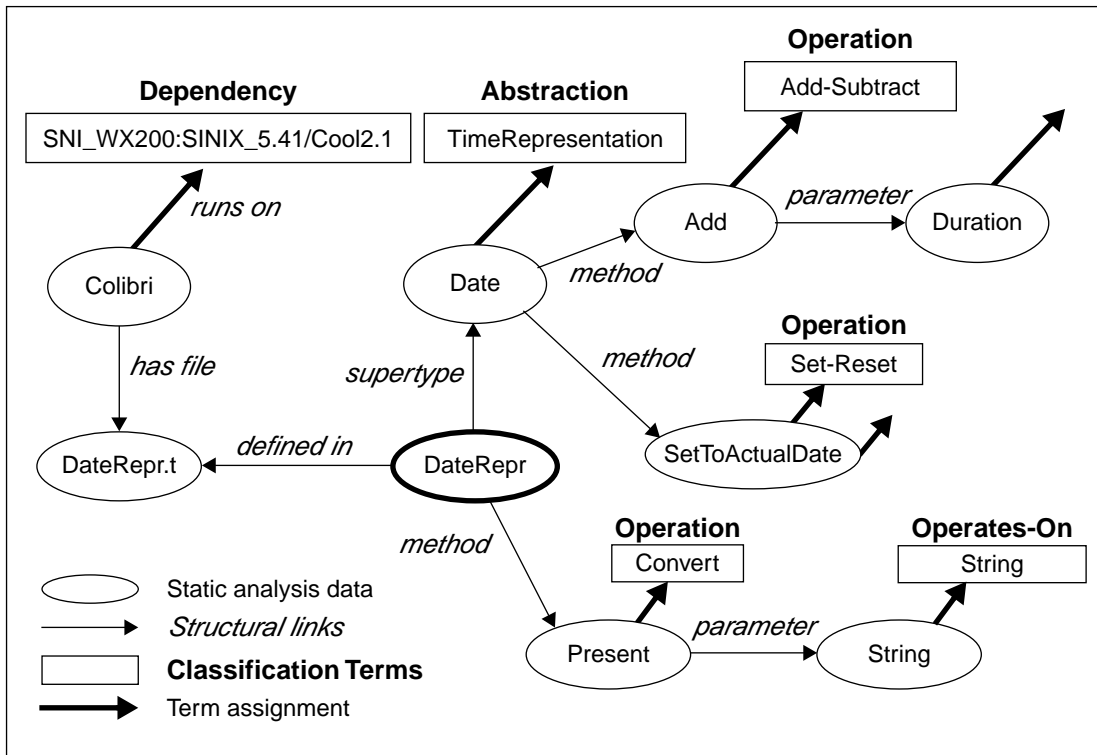 Operation
Add-Subtract
Dependency
SNI_WX200:SINIX_5.41/Cool2.1
Abstraction
TimeRepresentation
runs on
parameter
Add
Duration
Colibri
Date
method
Operation
Set-Reset
has file
supertype
method
DateRepr.t
defined in
DateRepr
SetToActualDate
method
Operation
Convert
Operates-On
String
Present
parameter
String
Static analysis data
Structural links
Classification Terms
Term assignment